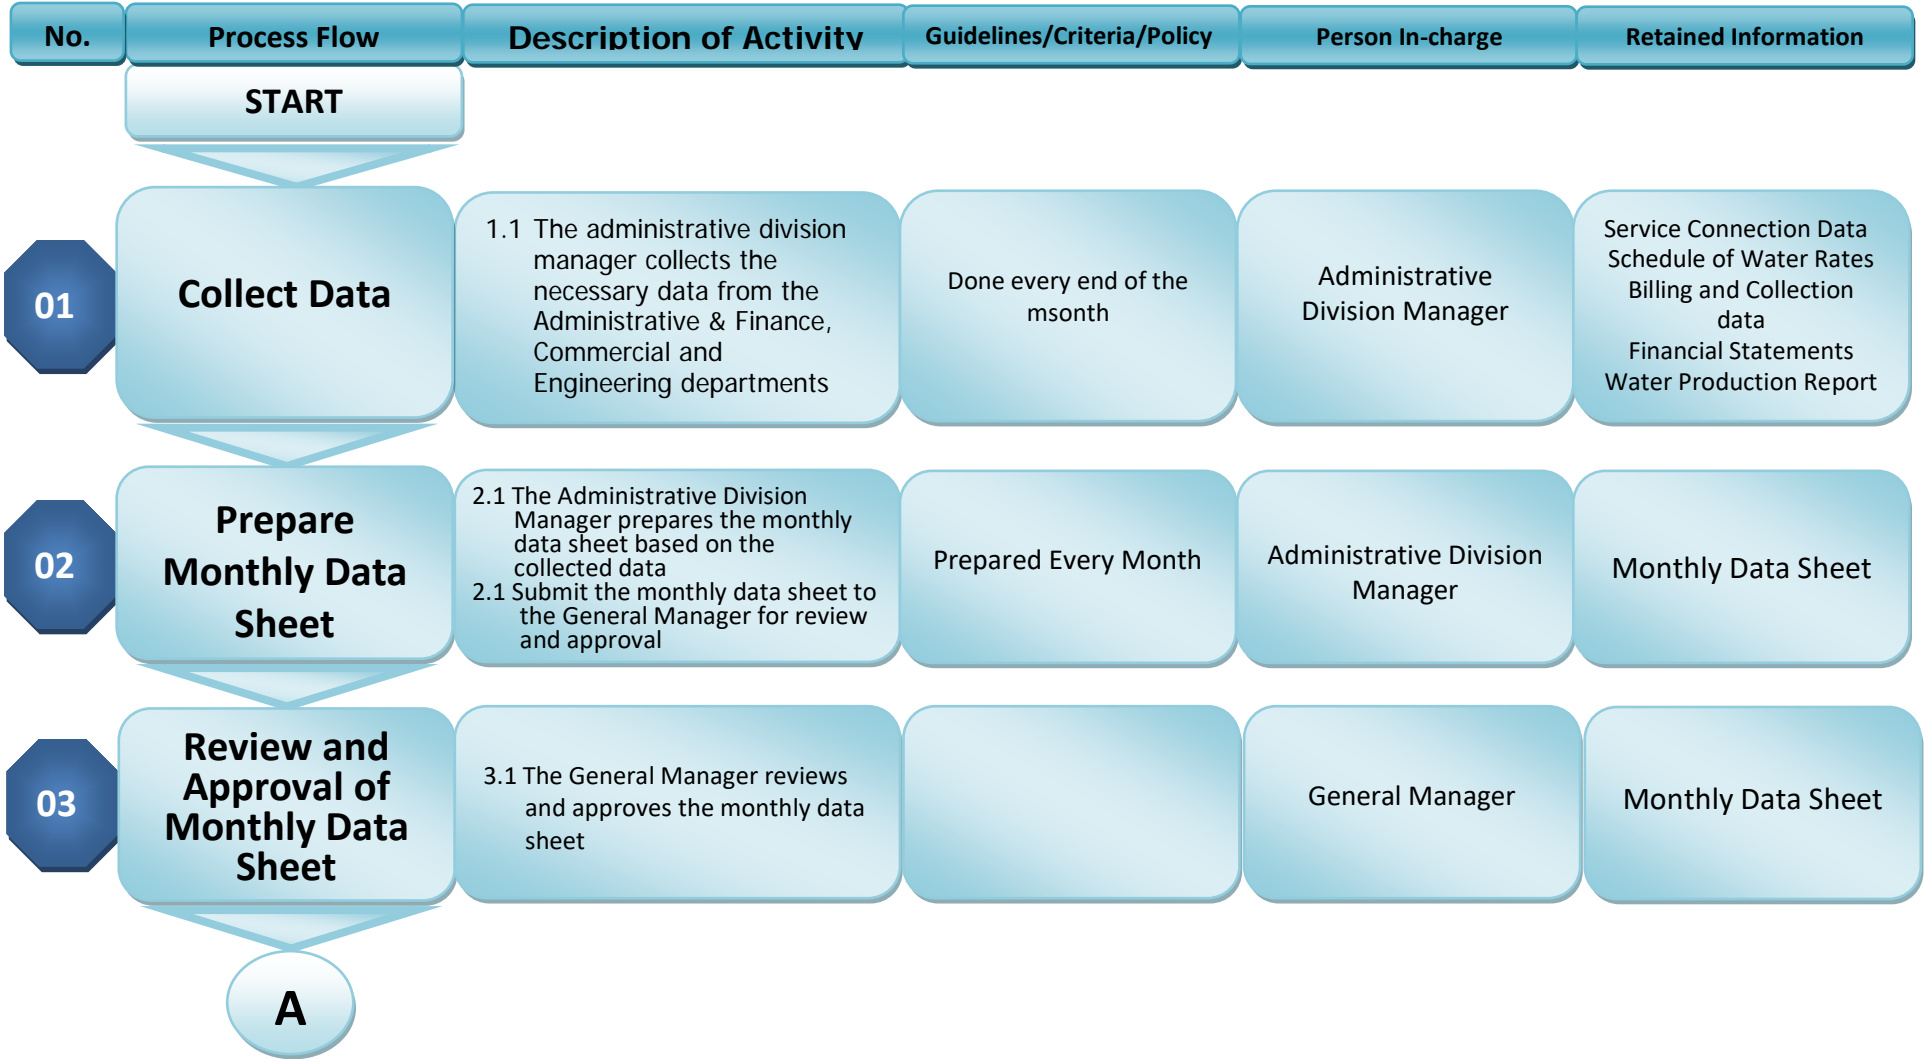 No.
Process Flow
Description of Activity
Guidelines/Criteria/Policy
Person In-charge
Retained Information
START
01
Collect Data
1.1 The administrative division
manager collects the
necessary data from the
Administrative & Finance,
Commercial and
Engineering departments
Done every end of the
msonth
Administrative
Division Manager
Service Connection Data
Schedule of Water Rates
Billing and Collection
data
Financial Statements
Water Production Report
02
Prepare
Monthly Data
Sheet
2.1 The Administrative Division
Manager prepares the monthly
data sheet based on the
collected data
2.1 Submit the monthly data sheet to
the General Manager for review
and approval
Prepared Every Month
Administrative Division
Manager
Monthly Data Sheet
03
Review and
Approval of
Monthly Data
Sheet
3.1 The General Manager reviews
and approves the monthly data
sheet
General Manager
Monthly Data Sheet
A